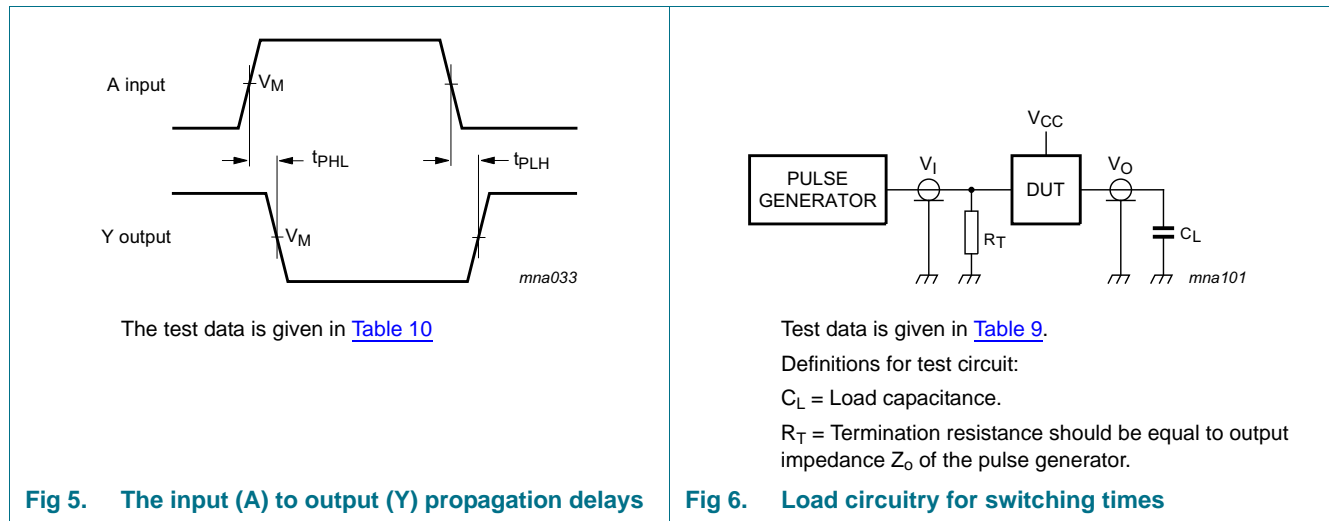 A input
VM
tPHL
tPLH
Y output
VM
mna033
The test data is given in Table 10
Fig 5. The input (A) to output (Y) propagation delays
VCC
PULSE
GENERATOR
VI
DUT
VO
RT
CL
mna101
Test data is given in Table 9.
Definitions for test circuit:
CL = Load capacitance.
RT = Termination resistance should be equal to output
impedance Zo of the pulse generator.
Fig 6. Load circuitry for switching times